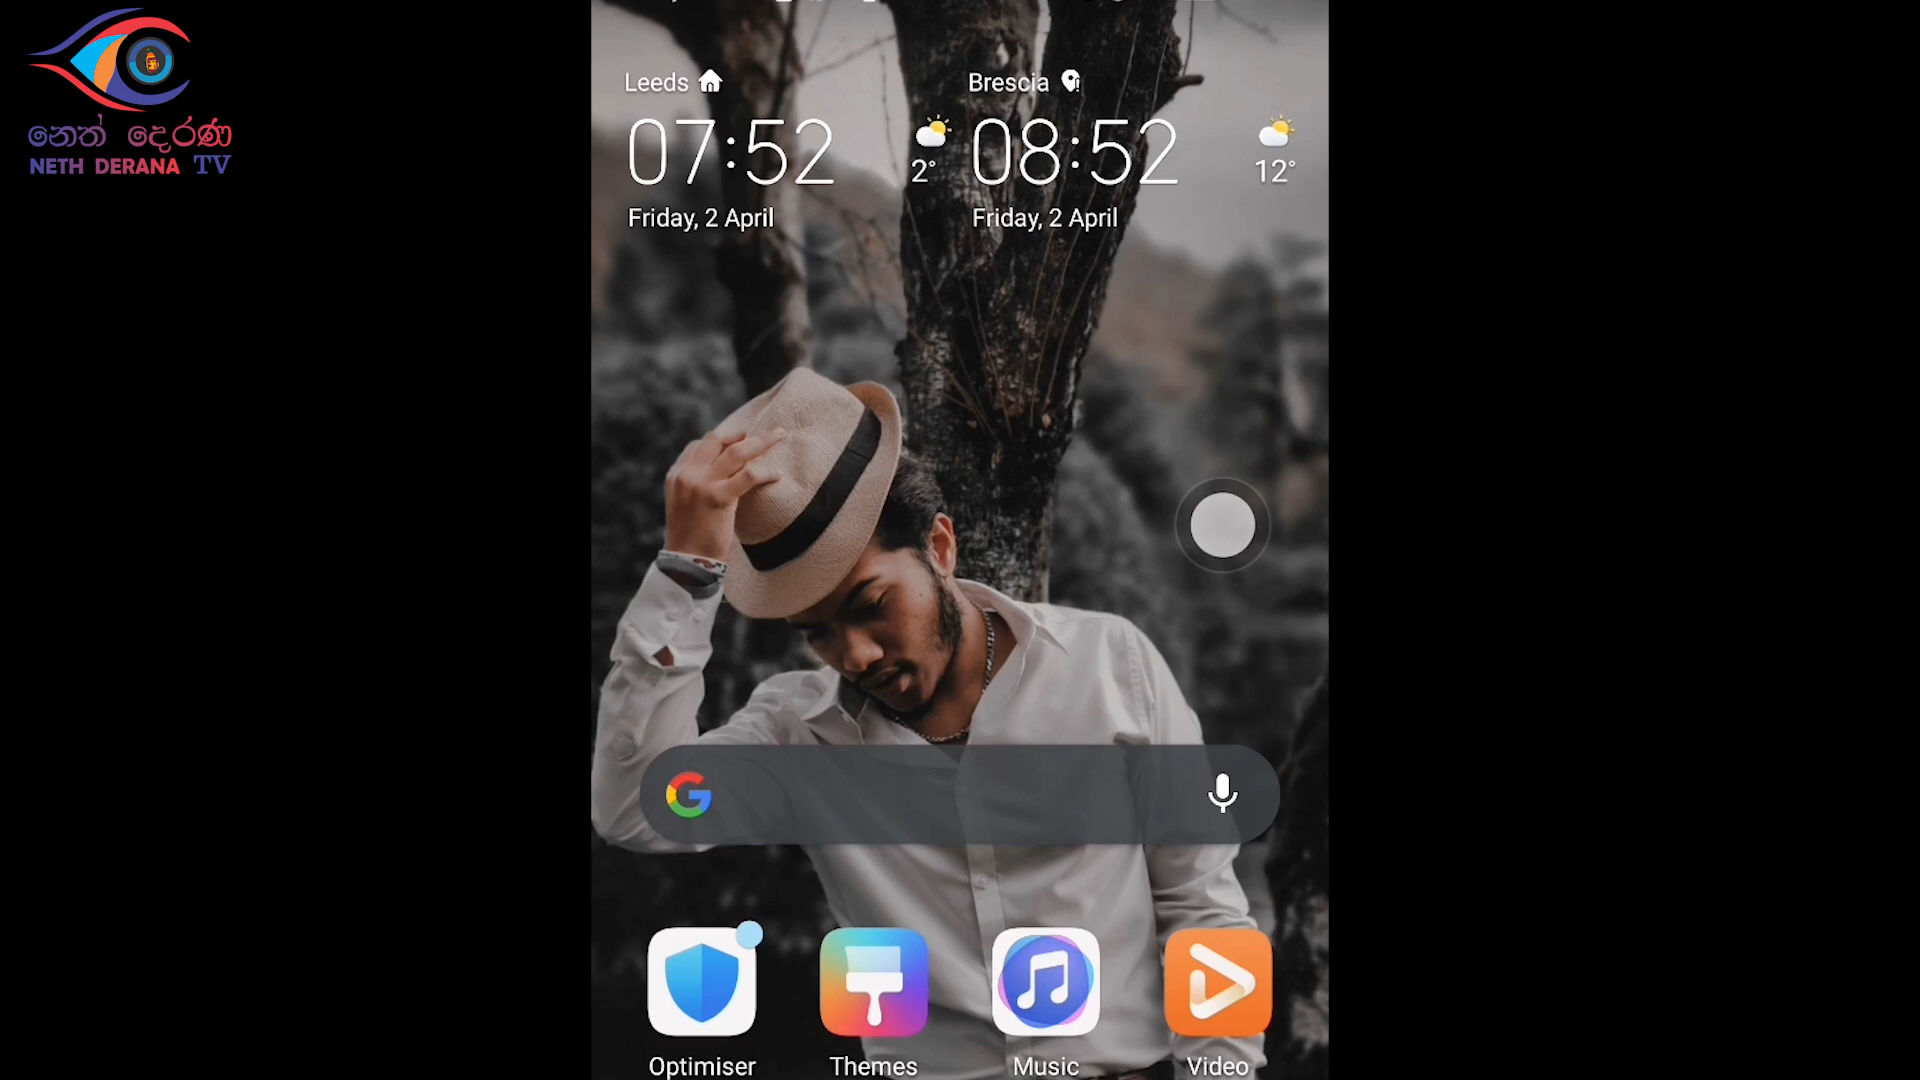 නෙත් දෙරණ
NETH DERANA TV
Leeds
Brescia
07:52
2°
08:52
12°
Friday, 2 April
Friday, 2 April
Optimiser
Themes
Music
Video